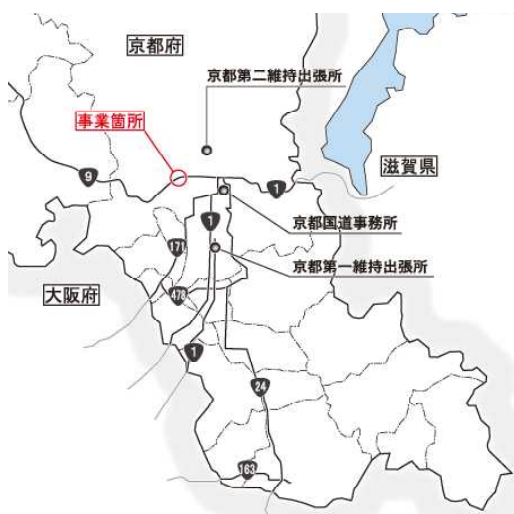 京都府
京都第二維持出張所
事業箇所
滋賀県
9
1
京都国道事務所
1
171
京都第一維持出張所
大阪府
478
1
24
163